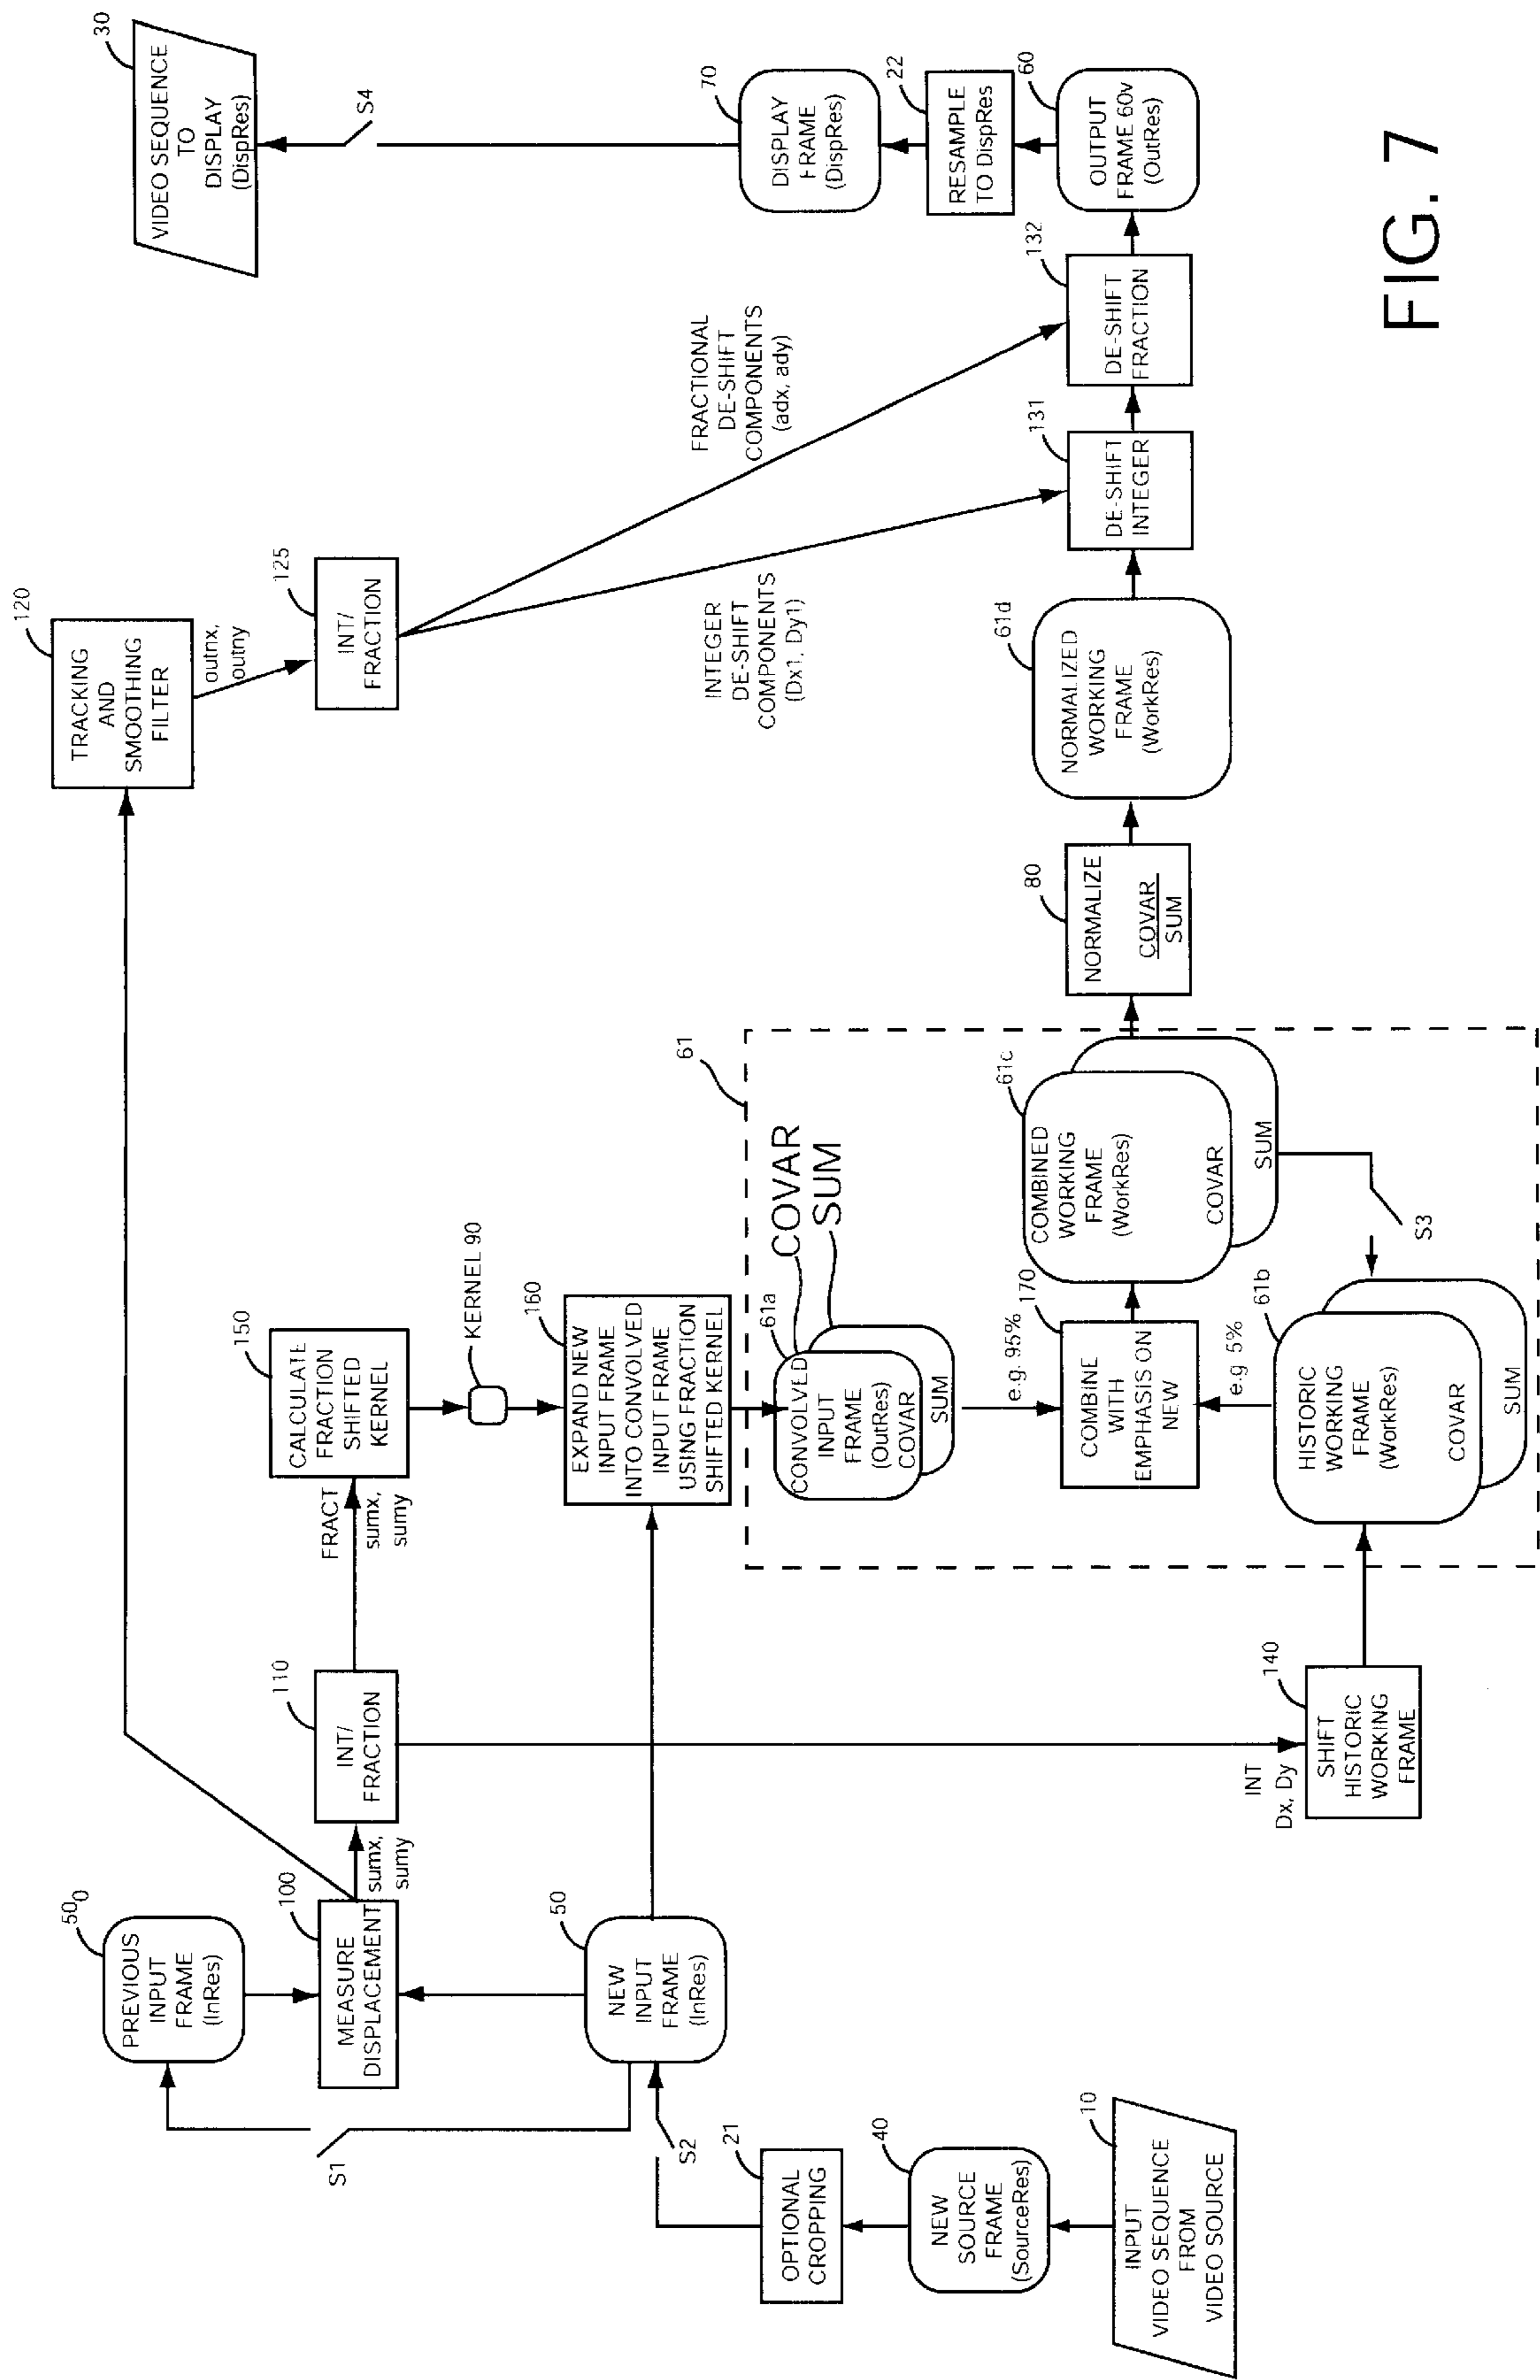 30
VIDEO SEQUENCE
TO
DISPLAY
(DispRes)
S4
70
DISPLAY
FRAME
(DispRes)
22
RESAMPLE
TO DispRes
60
OUTPUT
FRAME 60v
(OutRes)
120
TRACKING
AND
SMOOTHING
FILTER
outnx,
outny
125
INT/
FRACTION
FRACTIONAL
DE-SHIFT
COMPONENTS
(adx, ady)
INTEGER
DE-SHIFT
COMPONENTS
(Dx1, Dy1)
132
DE-SHIFT
FRACTION
131
DE-SHIFT
INTEGER
61d
NORMALIZED
WORKING
FRAME
(WorkRes)
80
NORMALIZE
COVAR
SUM
150
CALCULATE
FRACTION
SHIFTED
KERNEL
KERNEL 90
160
EXPAND NEW
INPUT FRAME
INTO CONVOLVED
INPUT FRAME
USING FRACTION
SHIFTED KERNEL
61
COVAR
SUM
61a
CONVOLVED
INPUT
FRAME
(OutRes)
COVAR
SUM
e.g. 95%
170
COMBINE
WITH
EMPHASIS ON
NEW
e.g 5%
61c
COMBINED
WORKING
FRAME
(WorkRes)
COVAR
SUM
S3
61b
HISTORIC
WORKING
FRAME
(WorkRes)
COVAR
SUM
110
INT/
FRACTION
FRACT
sumx,
sumy
INT
Dx, Dy
140
SHIFT
HISTORIC
WORKING
FRAME
50₀
PREVIOUS
INPUT
FRAME
(InRes)
100
MEASURE
DISPLACEMENT
sumx,
sumy
50
NEW
INPUT
FRAME
(InRes)
S1
S2
21
OPTIONAL
CROPPING
40
NEW
SOURCE
FRAME
(SourceRes)
10
INPUT
VIDEO SEQUENCE
FROM
VIDEO SOURCE
FIG. 7